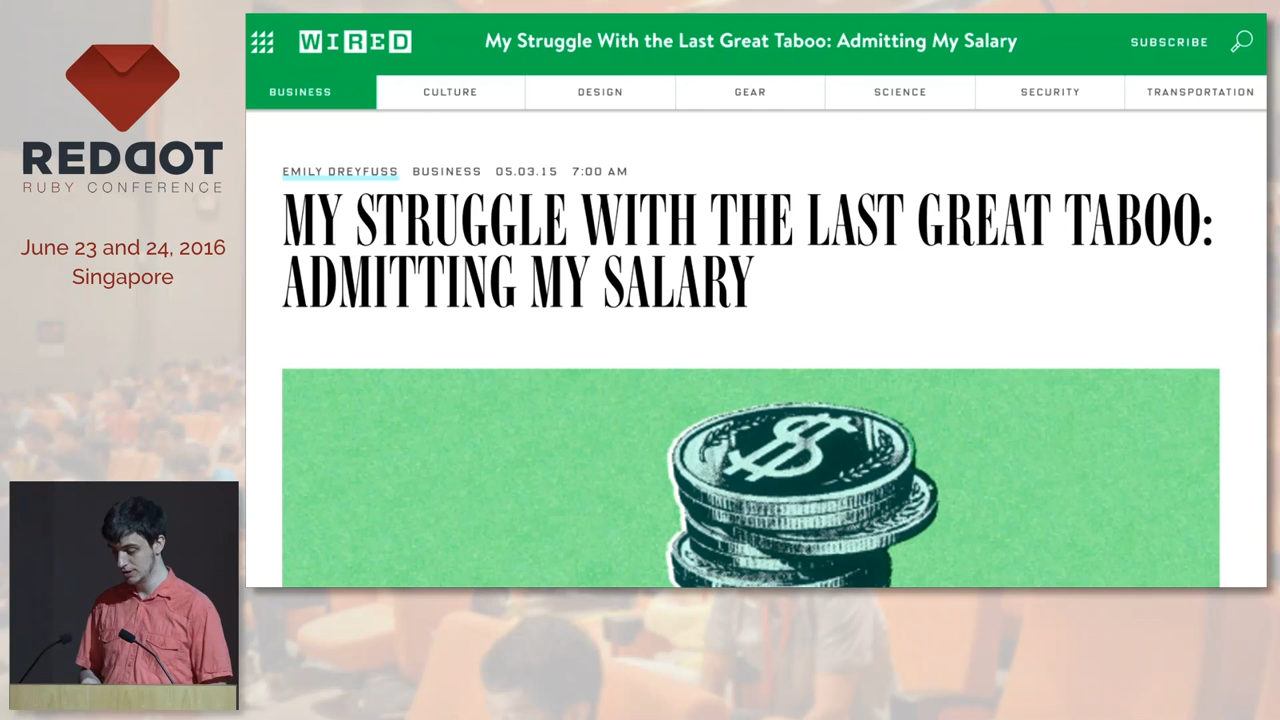 REDDOT
RUBY CONFERENCE
June 23 and 24, 2016
Singapore
WIRED
My Struggle With the Last Great Taboo: Admitting My Salary
SUBSCRIBE
BUSINESS
CULTURE
DESIGN
GEAR
SCIENCE
SECURITY
TRANSPORTATION
EMILY DREYFUSS BUSINESS 05.03.15 7:00 AM
MY STRUGGLE WITH THE LAST GREAT TABOO:
ADMITTING MY SALARY